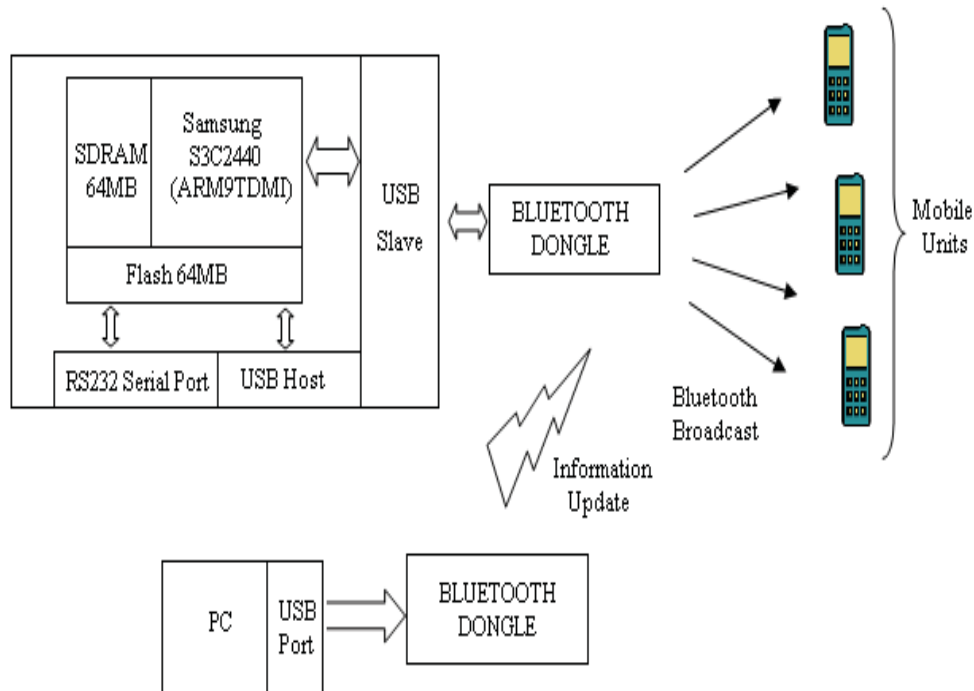 SDRAM
64MB
Samsung
S3C2440
(ARM9TDMI)
Flash 64MB
RS232 Serial Port
USB Host
USB
Slave
BLUETOOTH
DONGLE
Mobile
Units
Bluetooth
Broadcast
Information
Update
PC
USB
Port
BLUETOOTH
DONGLE